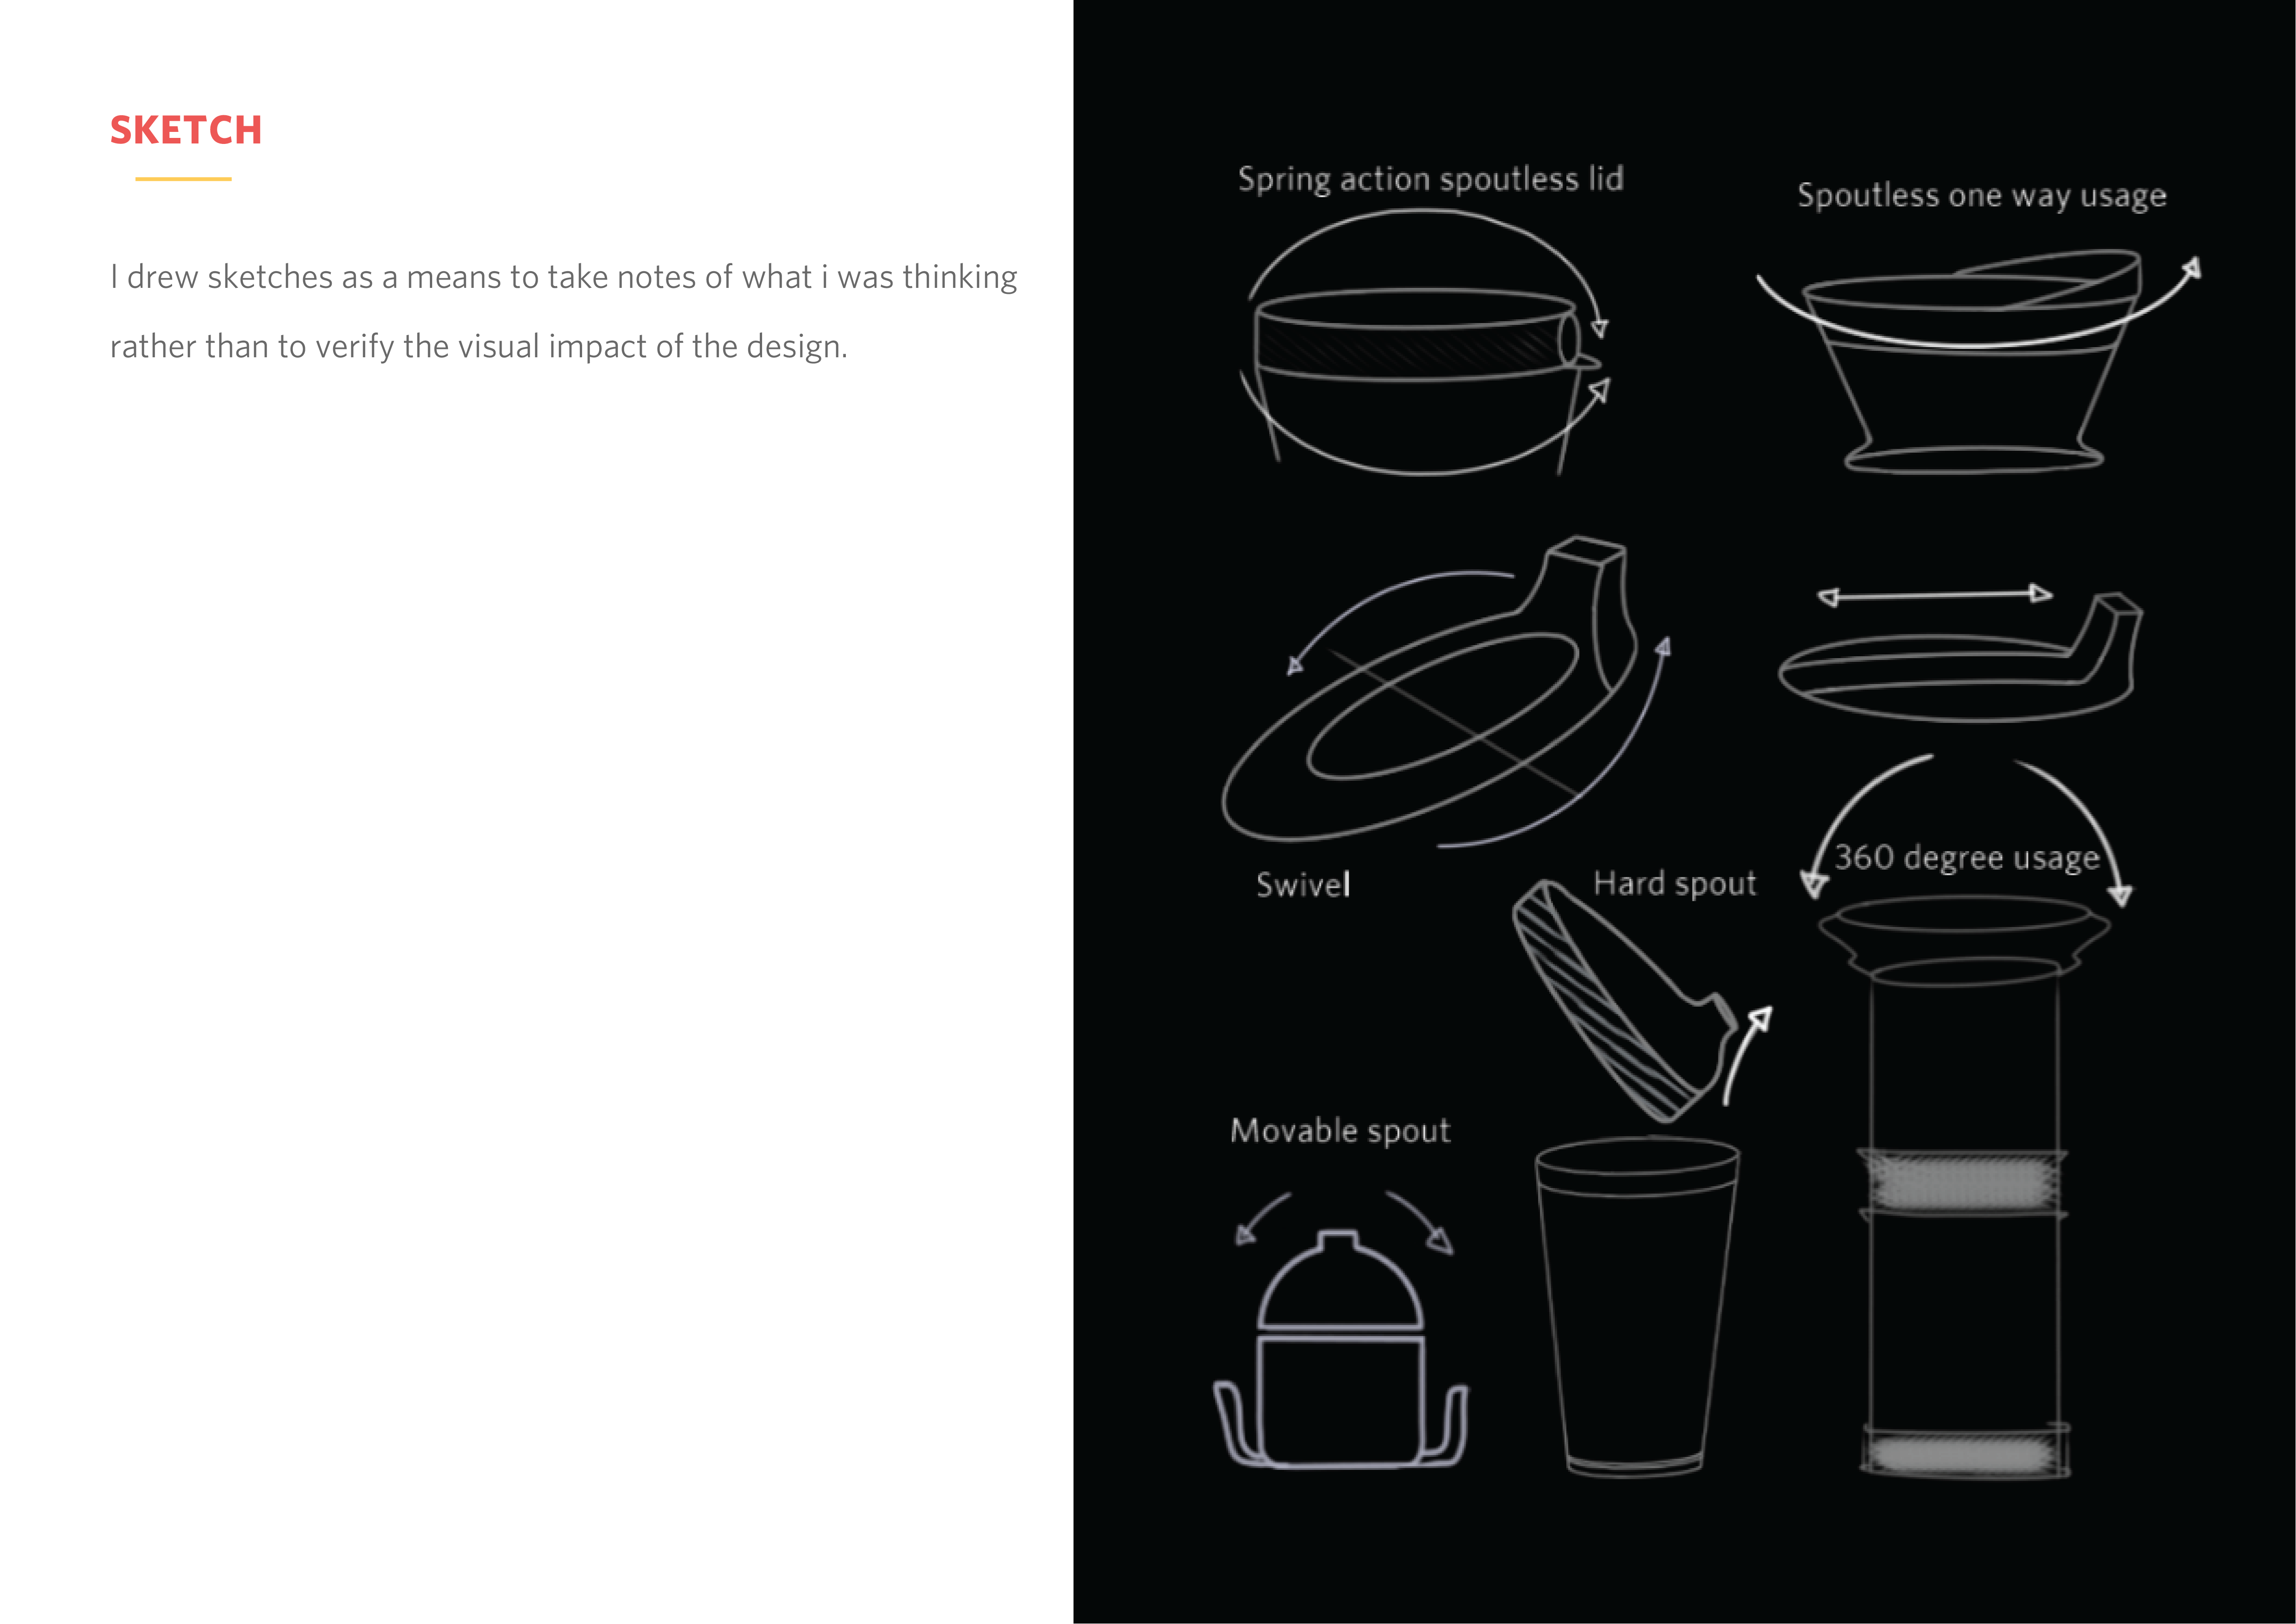 SKETCH
I drew sketches as a means to take notes of what i was thinking
rather than to verify the visual impact of the design.
Spring action spoutless lid
Spoutless one way usage
Swivel
Hard spout
360 degree usage
Movable spout